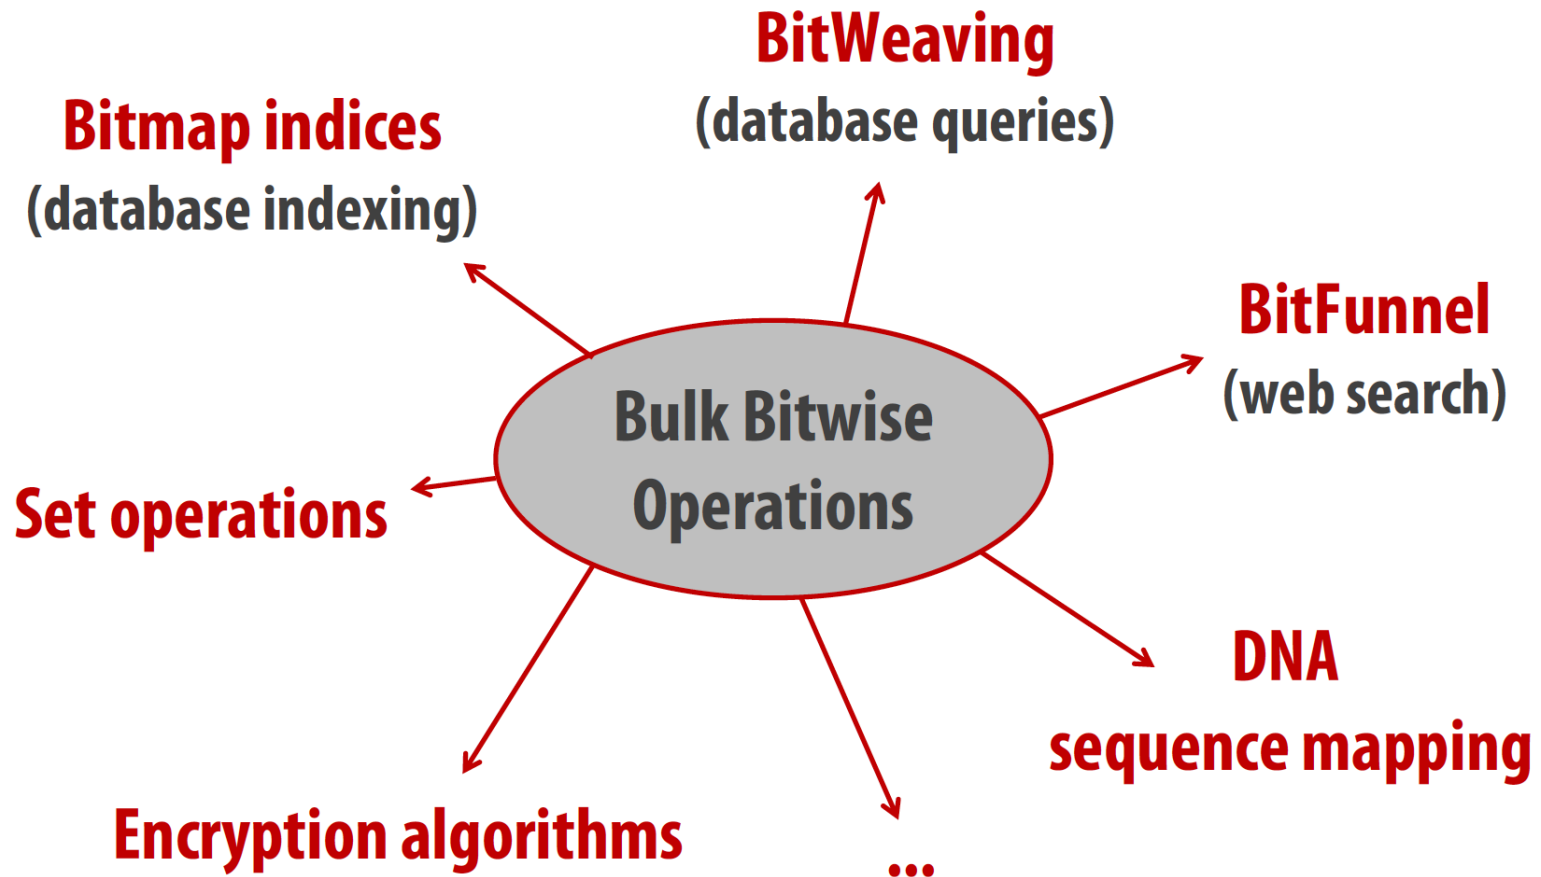 BitWeaving
(database queries)
Bitmap indices
(database indexing)
BitFunnel
(web search)
Bulk Bitwise
Operations
Set operations
DNA
sequence mapping
Encryption algorithms
...